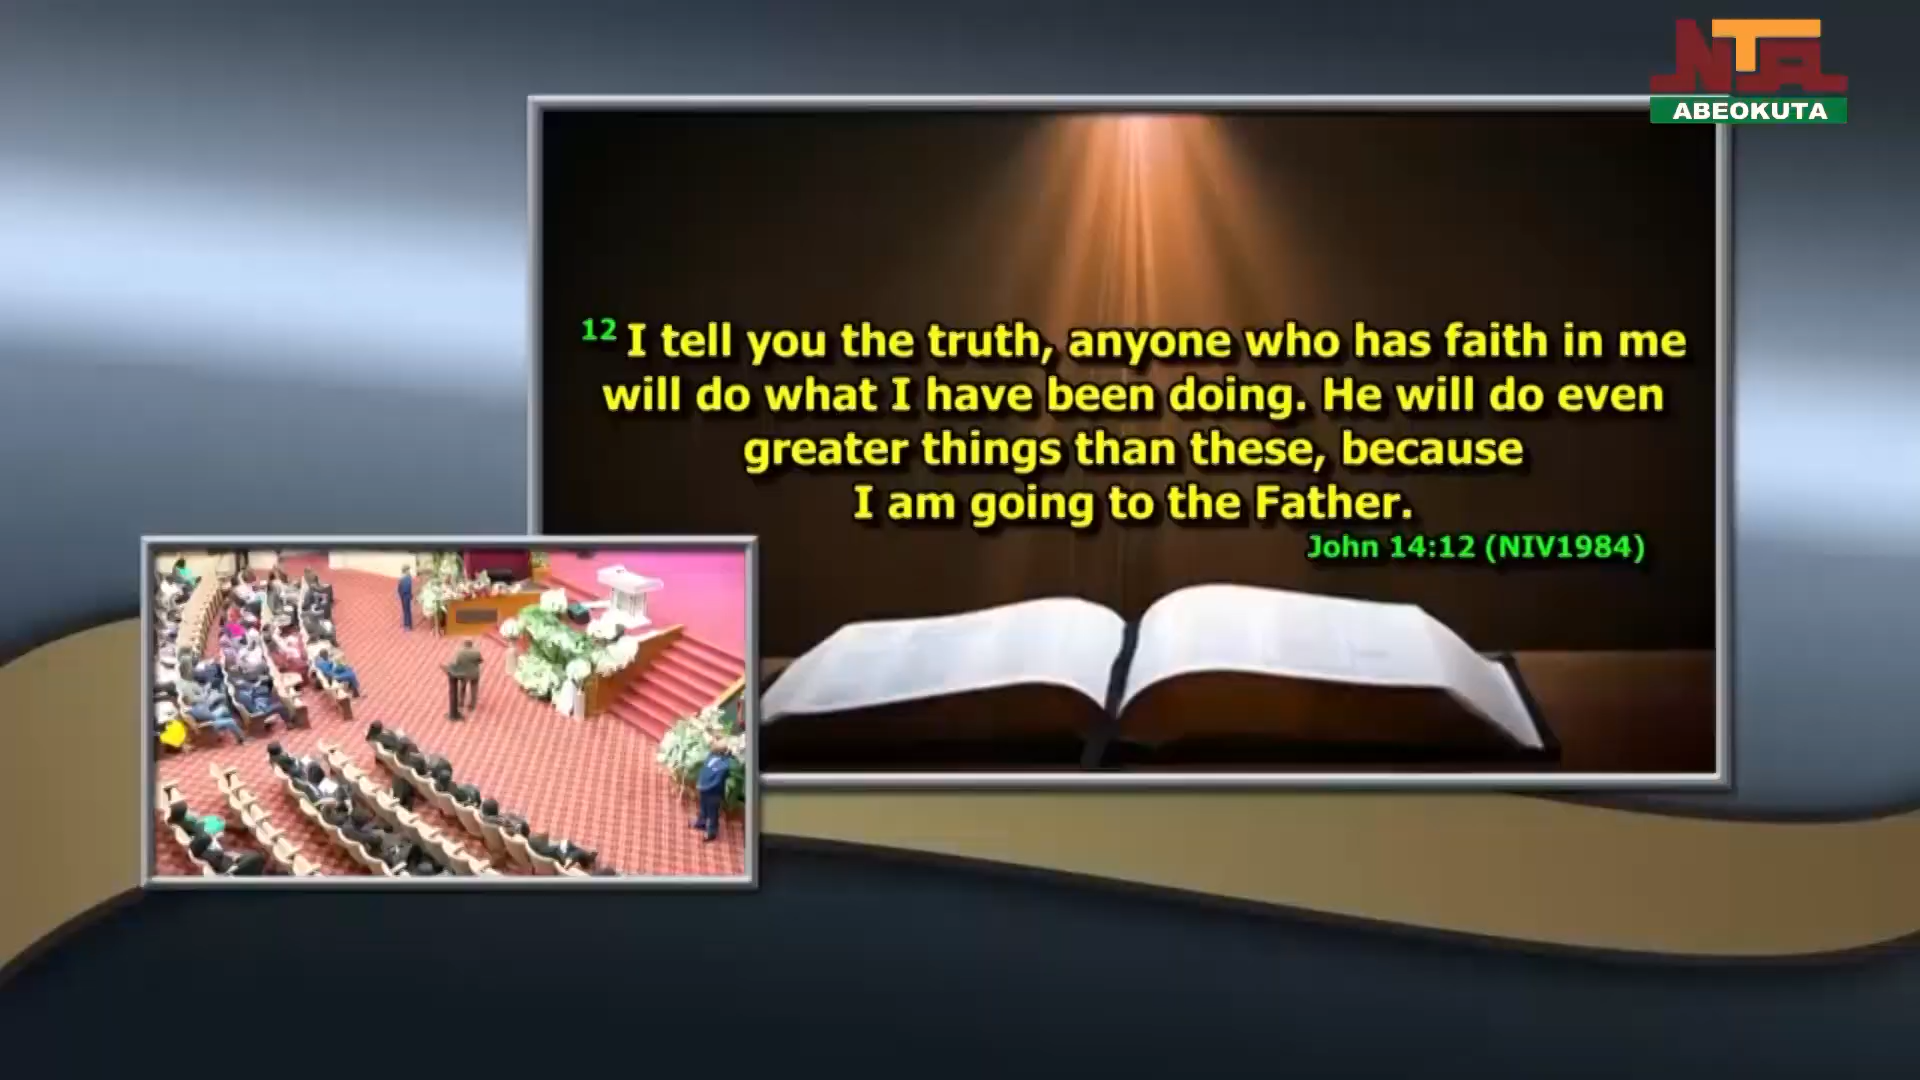 NTA
ABEOKUTA
12 I tell you the truth, anyone who has faith in me
will do what I have been doing. He will do even
greater things than these, because
I am going to the Father.
John 14:12 (NIV1984)